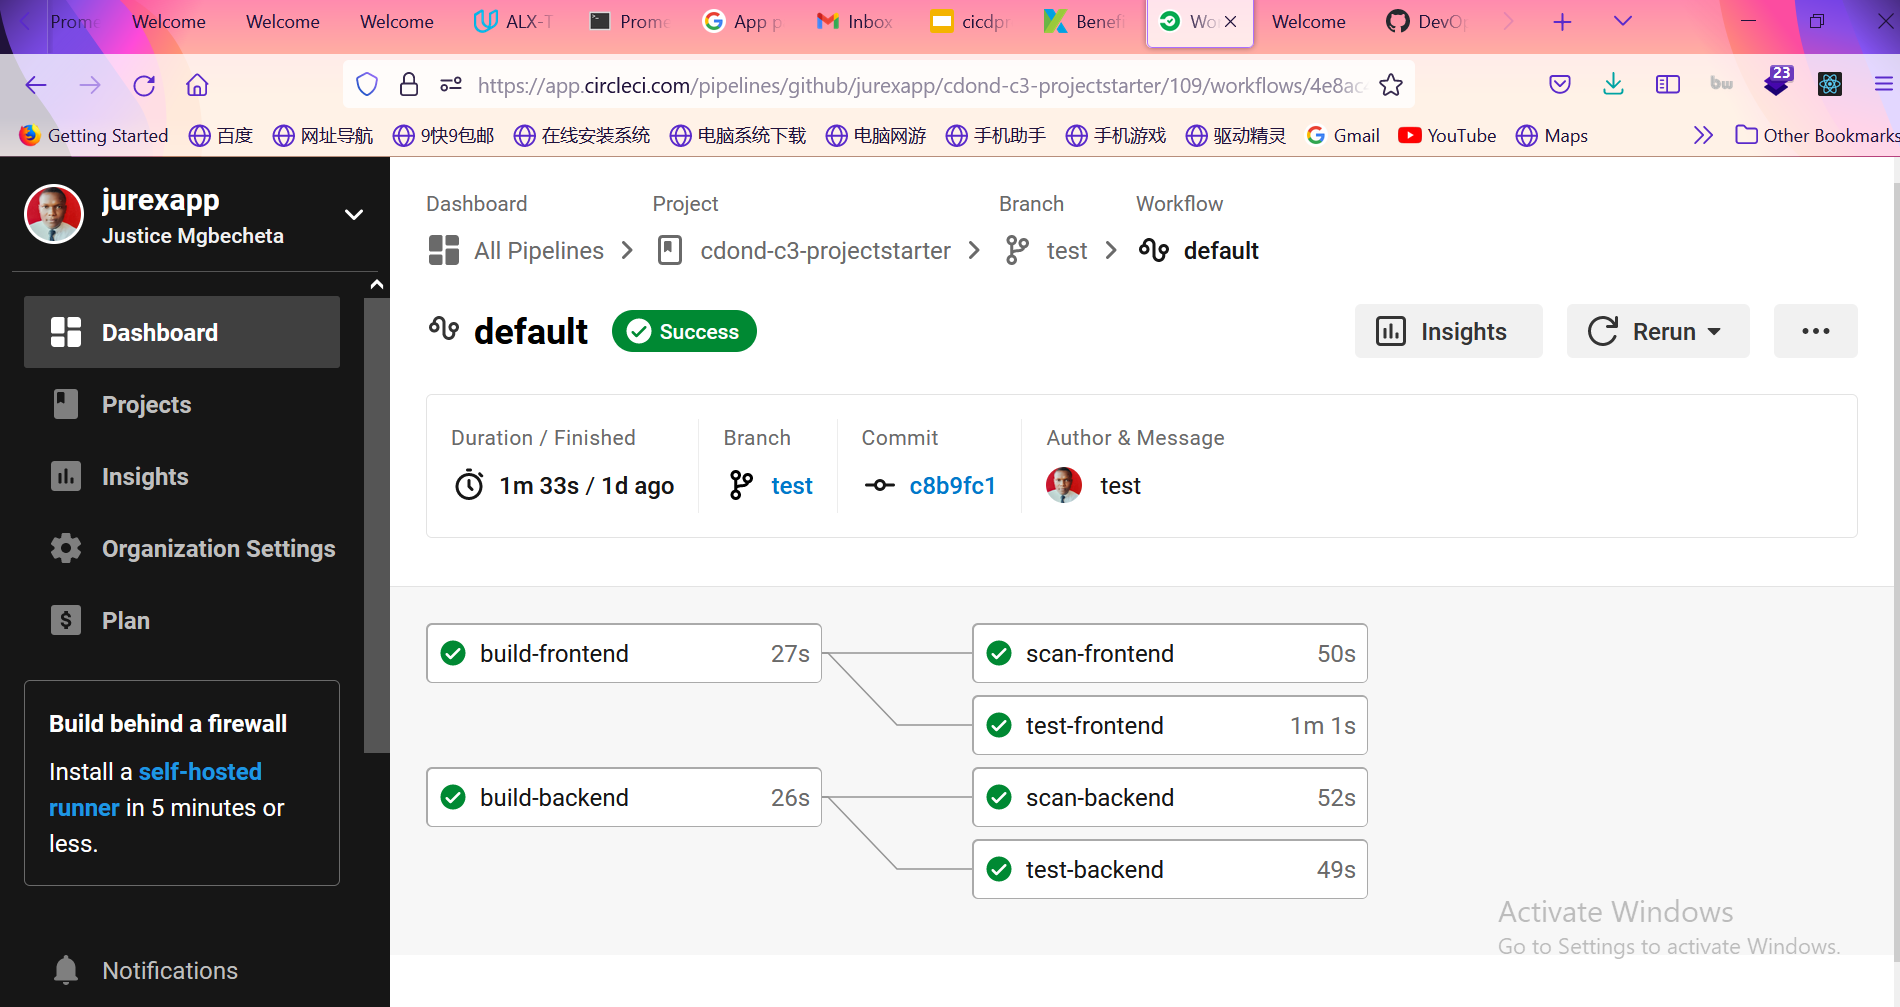 Prome Welcome Welcome Welcome ALX-T Prome App p Inbox cicdpr Benefi Wo Welcome DevOp
https://app.circleci.com/pipelines/github/jurexapp/cdond-c3-projectstarter/109/workflows/4e8ac
23
Getting Started 百度 网址导航 9快9包邮 在线安装系统 电脑系统下载 电脑网游 手机助手 手机游戏 驱动精灵 Gmail YouTube Maps Other Bookmarks
jurexapp
Justice Mgbecheta
Dashboard
Projects
Insights
Organization Settings
Plan
Build behind a firewall
Install a self-hosted
runner in 5 minutes or
less.
Notifications
Dashboard Project Branch Workflow
All Pipelines cdond-c3-projectstarter test default
default Success Insights Rerun
Duration / Finished Branch Commit Author & Message
1m 33s / 1d ago test c8b9fc1 test
build-frontend 27s scan-frontend 50s
test-frontend 1m 1s
build-backend 26s scan-backend 52s
test-backend 49s
Activate Windows
Go to Settings to activate Windows.